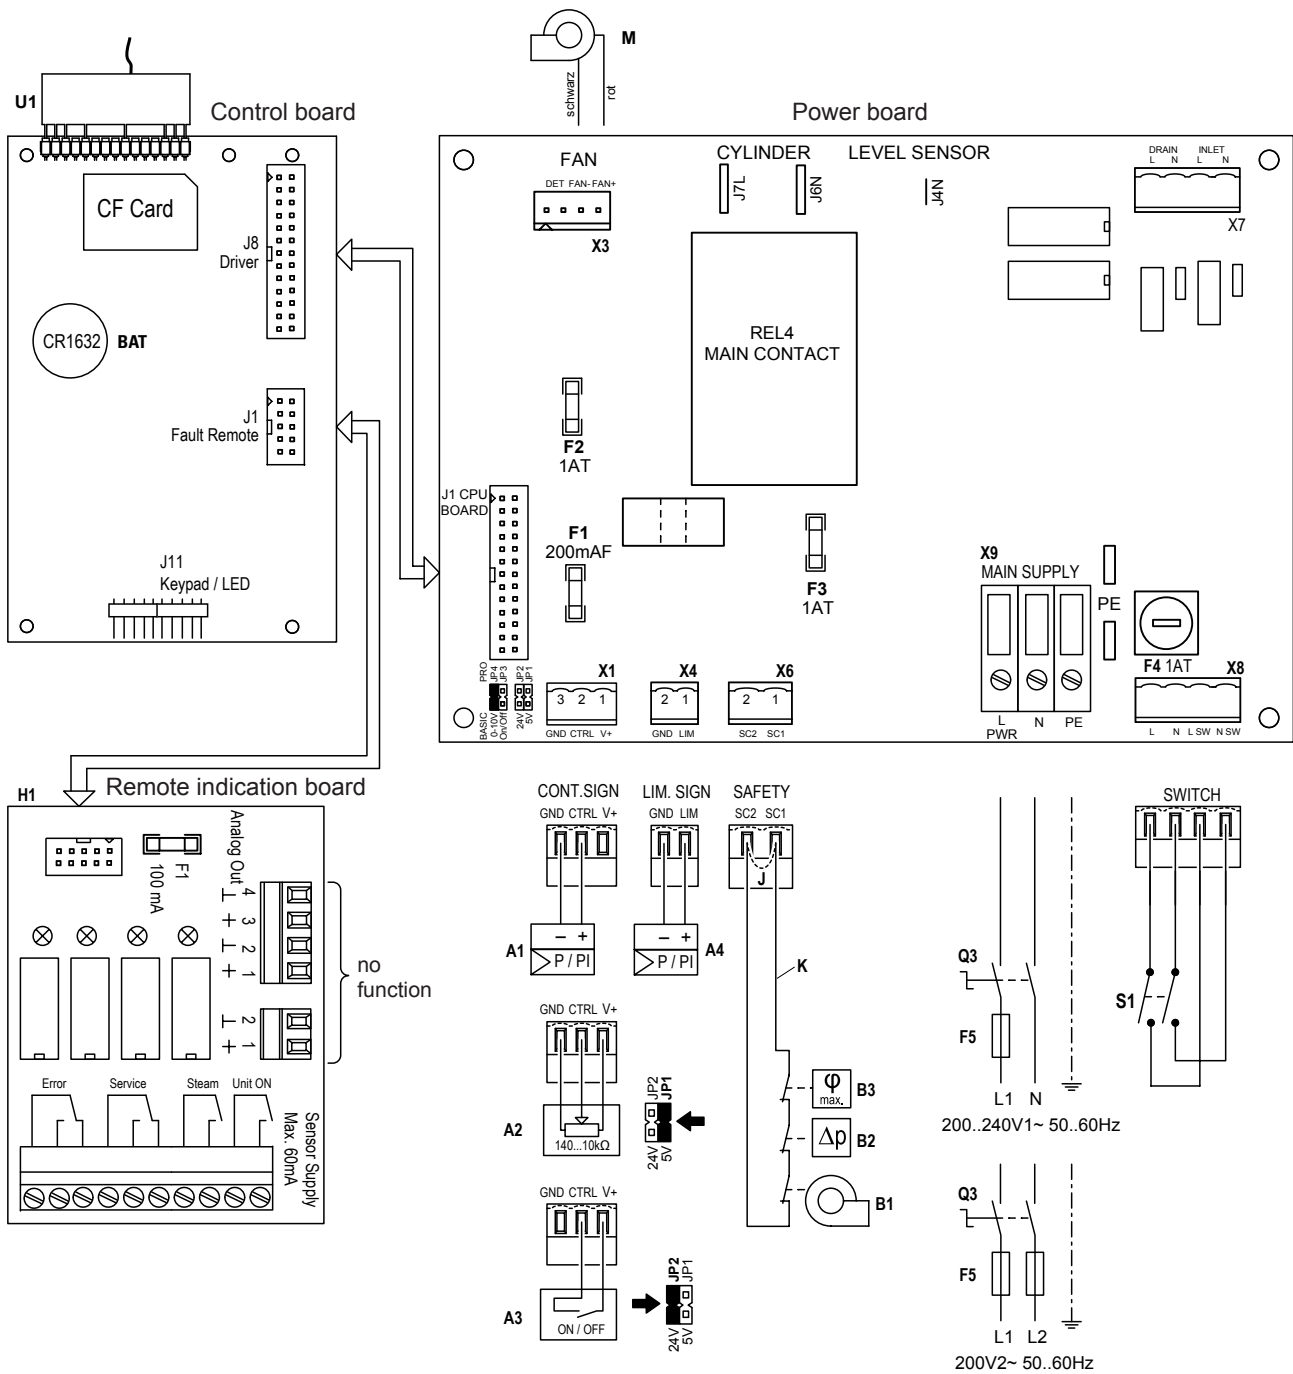 M
schwarz
rot
U1
Control board
Power board
CF Card
J8
Driver
CR1632
BAT
J1
Fault Remote
J11
Keypad / LED
FAN
DET FAN- FAN+
X3
CYLINDER
J7L
J6N
LEVEL SENSOR
J4N
DRAIN
INLET
L N L N
X7
REL4
MAIN CONTACT
F2
1AT
J1 CPU
BOARD
F1
200mAF
F3
1AT
X9
MAIN SUPPLY
PE
F4 1AT
X8
PRO
JP4
JP3
JP2
JP1
BASIC
0-10V
On/Off
24V
5V
X1
3 2 1
GND CTRL V+
X4
2 1
GND LIM
X6
2 1
SC2 SC1
L
PWR
N
PE
L N L SW N SW
H1
Remote indication board
F1
100 mA
Analog Out
4
3
+
2
1
+
2
1
+
no
function
Error
Service
Steam
Unit ON
Sensor Supply
Max. 60mA
CONT.SIGN
GND CTRL V+
LIM. SIGN
GND LIM
SAFETY
SC2 SC1
J
A1
– +
P / PI
– +
P / PI
A4
K
GND CTRL V+
A2
140...10kΩ
JP2
JP1
24V
5V
φ
max.
B3
Δp
B2
B1
GND CTRL V+
A3
ON / OFF
JP2
JP1
24V
5V
Q3
F5
L1 N
200..240V1~ 50..60Hz
Q3
F5
L1 L2
200V2~ 50..60Hz
SWITCH
S1